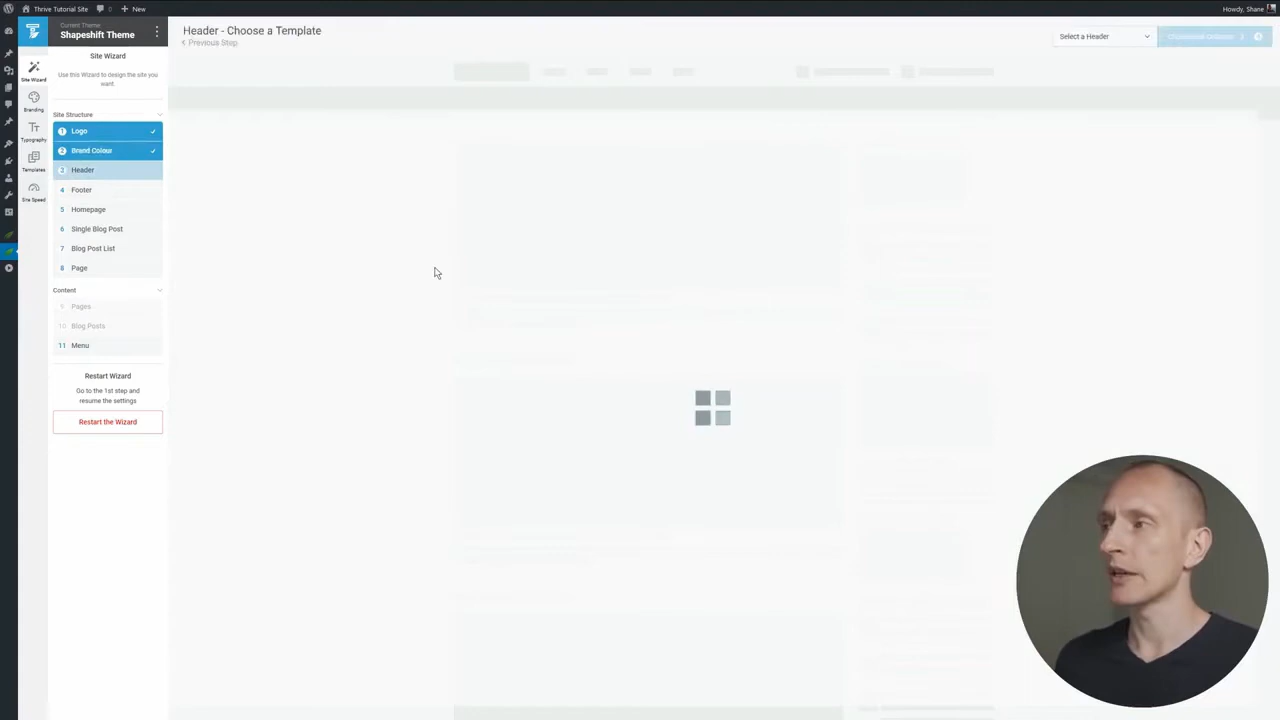 Thrive Tutorial Site 0 New Howdy, Shane
Current Theme:
Shapeshift Theme
Header - Choose a Template
Previous Step
Select a Header
Site Wizard
Use this Wizard to design the site you
want.
Site Wizard
Branding
Typography
Templates
Site Speed
Site Structure
1 Logo
2 Brand Colour
3 Header
4 Footer
5 Homepage
6 Single Blog Post
7 Blog Post List
8 Page
Content
9 Pages
10 Blog Posts
11 Menu
Restart Wizard
Go to the 1st step and
resume the settings
Restart the Wizard